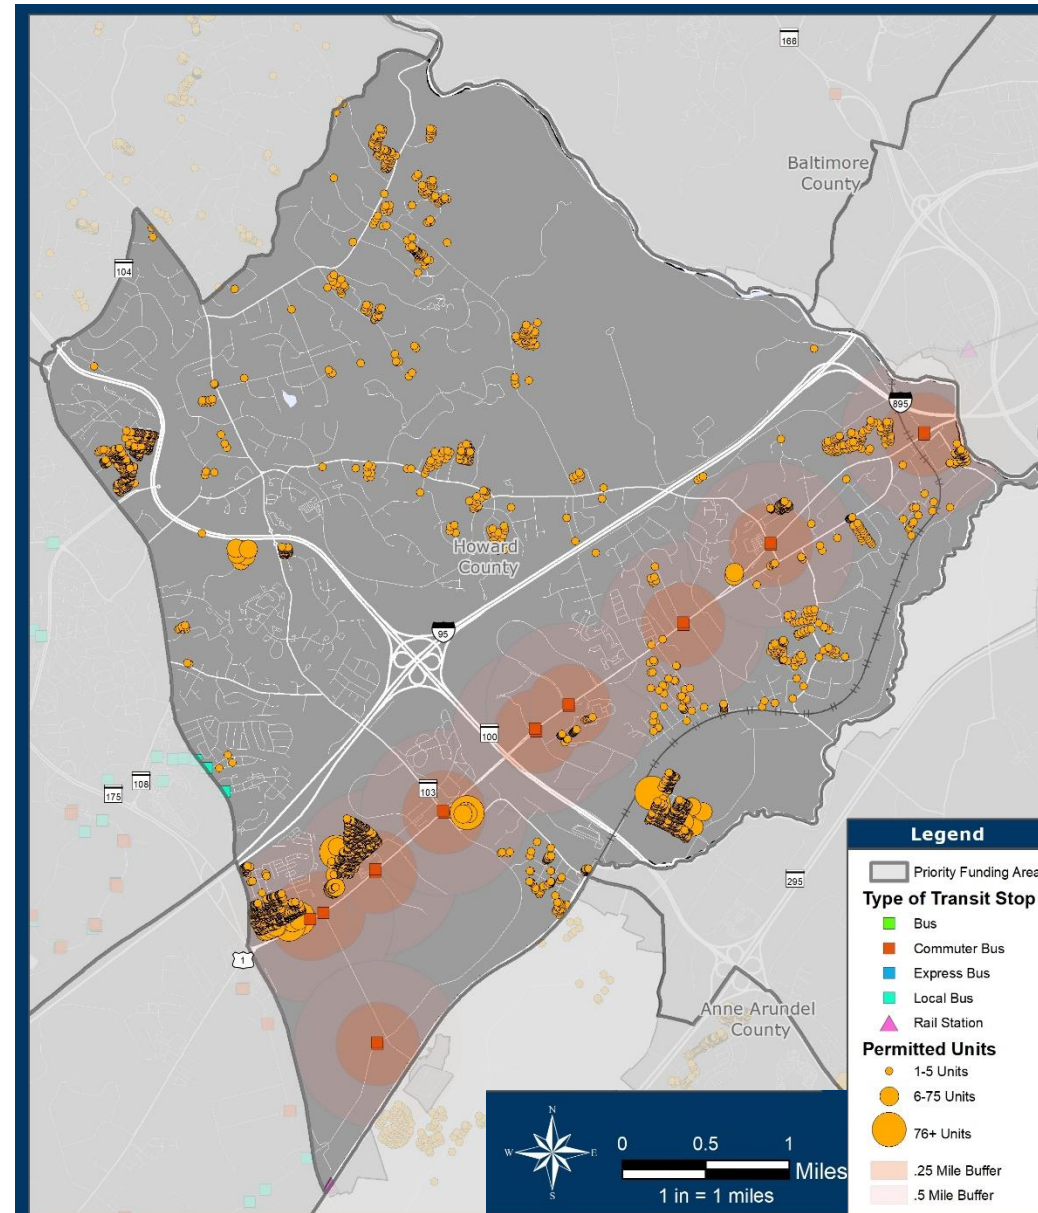 166
Baltimore
County
104
895
Howard
County
95
100
103
108
175
295
1
Anne Arundel
County
Legend
Priority Funding Area
Type of Transit Stop
Bus
Commuter Bus
Express Bus
Local Bus
Rail Station
Permitted Units
1-5 Units
6-75 Units
76+ Units
.25 Mile Buffer
.5 Mile Buffer
N
W E
S
0 0.5 1
Miles
1 in = 1 miles